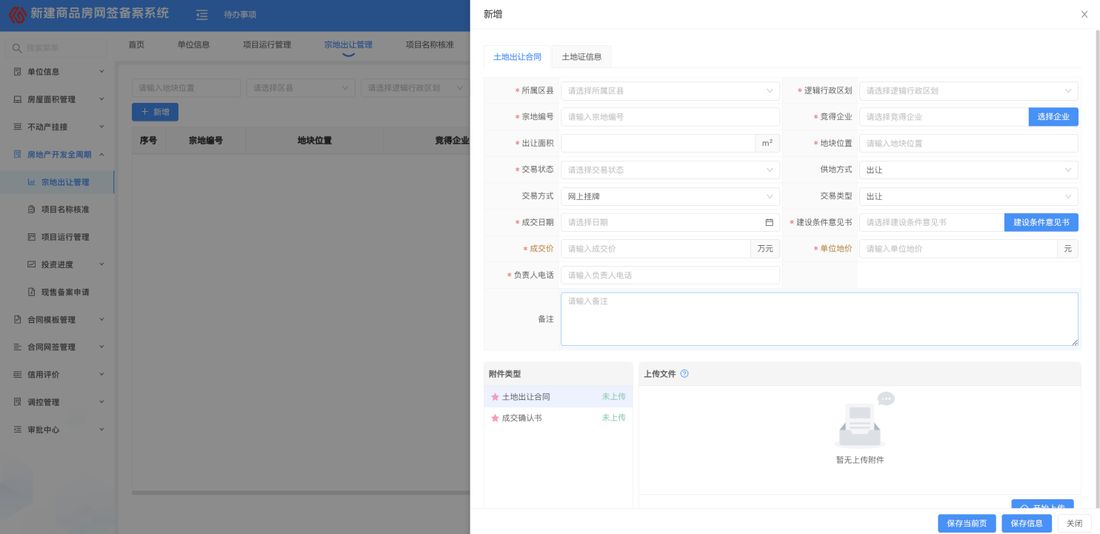 新建商品房网签备案系统
待办事项
新增
搜索菜单
首页
单位信息
项目运行管理
宗地出让管理
项目名称核准
单位信息
房屋面积管理
不动产挂接
房地产开发全周期
宗地出让管理
项目名称核准
项目运行管理
投资进度
现售备案申请
合同模板管理
合同网签管理
信用评价
调控管理
审批中心
请输入地块位置
请选择区县
请选择逻辑行政区划
+ 新增
序号
宗地编号
地块位置
竟得企业
土地出让合同
土地证信息
* 所属区县 请选择所属区县
* 逻辑行政区划 请选择逻辑行政区划
* 宗地编号 请输入宗地编号
* 竟得企业 请选择竟得企业 选择企业
* 出让面积 m²
* 地块位置 请输入地块位置
* 交易状态 请选择交易状态
供地方式 出让
交易方式 网上挂牌
交易类型 出让
* 成交日期 请选择日期
* 建设条件意见书 请选择建设条件意见书 建设条件意见书
* 成交价 请输入成交价 万元
* 单位地价 请输入单位地价 元
* 负责人电话 请输入负责人电话
备注 请输入备注
附件类型
土地出让合同 未上传
成交确认书 未上传
上传文件
暂无上传附件
开始上传
保存当前页
保存信息
关闭